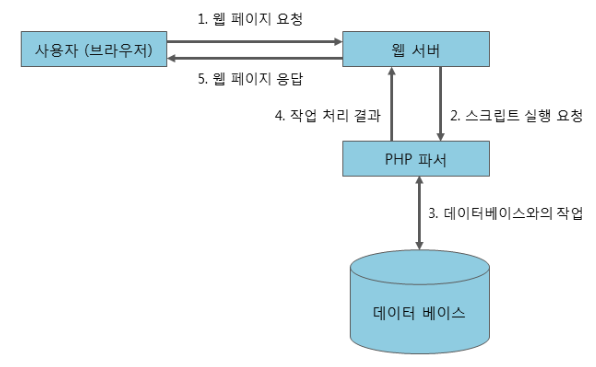 1. 웹 페이지 요청
사용자 (브라우저)
웹 서버
5. 웹 페이지 응답
4. 작업 처리 결과
2. 스크립트 실행 요청
PHP 파서
3. 데이터베이스와의 작업
데이터 베이스